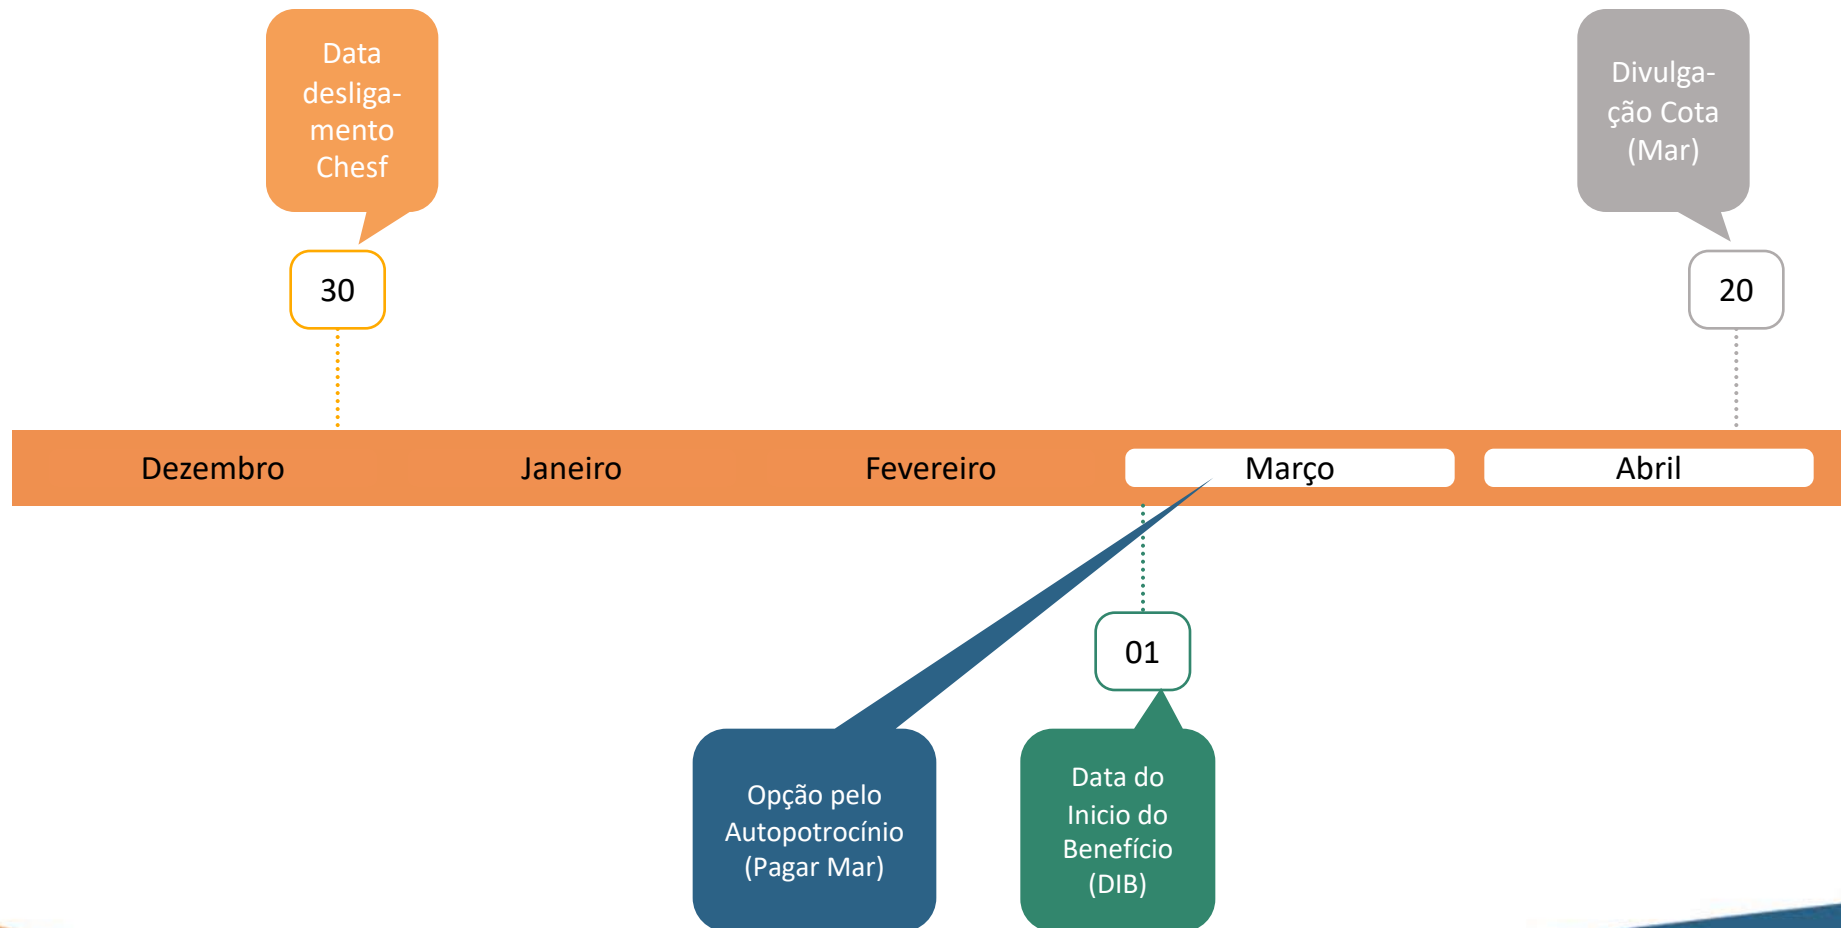 Data
desliga-
mento
Chesf
Divulga-
ção Cota
(Mar)
30
20
Dezembro
Janeiro
Fevereiro
Março
Abril
01
Opção pelo
Autopotrocínio
(Pagar Mar)
Data do
Inicio do
Benefício
(DIB)